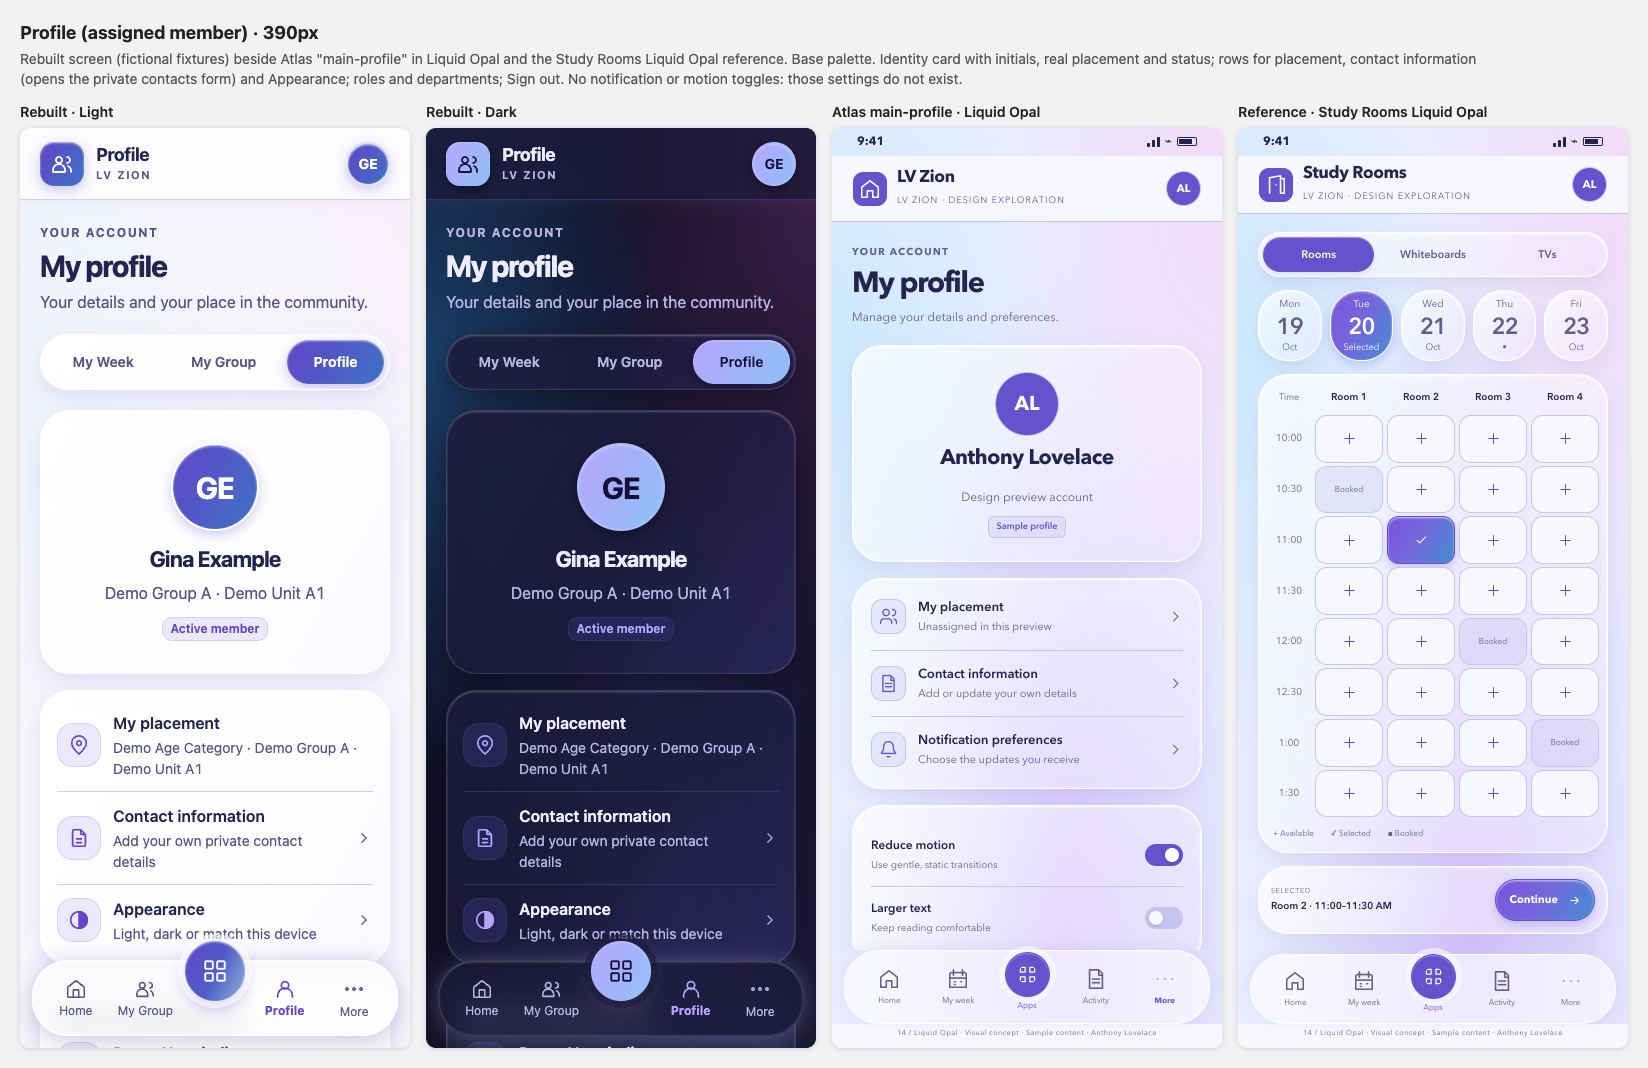 Profile (assigned member) · 390px
Rebuilt screen (fictional fixtures) beside Atlas "main-profile" in Liquid Opal and the Study Rooms Liquid Opal reference. Base palette. Identity card with initials, real placement and status; rows for placement, contact information
(opens the private contacts form) and Appearance; roles and departments; Sign out. No notification or motion toggles: those settings do not exist.
Rebuilt · Light
Profile
LV ZION
GE
YOUR ACCOUNT
My profile
Your details and your place in the community.
My Week My Group Profile
GE
Gina Example
Demo Group A · Demo Unit A1
Active member
My placement
Demo Age Category · Demo Group A ·
Demo Unit A1
Contact information
Add your own private contact
details
Appearance
Light, dark or match this device
Home My Group Profile More
Rebuilt · Dark
Profile
LV ZION
GE
YOUR ACCOUNT
My profile
Your details and your place in the community.
My Week My Group Profile
GE
Gina Example
Demo Group A · Demo Unit A1
Active member
My placement
Demo Age Category · Demo Group A ·
Demo Unit A1
Contact information
Add your own private contact
details
Appearance
Light, dark or match this device
Home My Group Profile More
Atlas main-profile · Liquid Opal
9:41
LV Zion
LV ZION · DESIGN EXPLORATION
AL
YOUR ACCOUNT
My profile
Manage your details and preferences.
AL
Anthony Lovelace
Design preview account
Sample profile
My placement
Unassigned in this preview
Contact information
Add or update your own details
Notification preferences
Choose the updates you receive
Reduce motion
Use gentle, static transitions
Larger text
Keep reading comfortable
Home My week Apps Activity More
14 / Liquid Opal · Visual concept · Sample content · Anthony Lovelace
Reference · Study Rooms Liquid Opal
9:41
Study Rooms
LV ZION · DESIGN EXPLORATION
AL
Rooms Whiteboards TVs
Mon Tue Wed Thu Fri
19 20 21 22 23
Oct Selected Oct • Oct
Time Room 1 Room 2 Room 3 Room 4
10:00 + + + +
10:30 Booked + + +
11:00 + ✓ + +
11:30 + + + +
12:00 + + Booked +
12:30 + + + +
1:00 + + + Booked
1:30 + + + +
+ Available ✓ Selected ■ Booked
SELECTED
Room 2 · 11:00–11:30 AM
Continue →
Home My week Apps Activity More
14 / Liquid Opal · Visual concept · Sample content · Anthony Lovelace